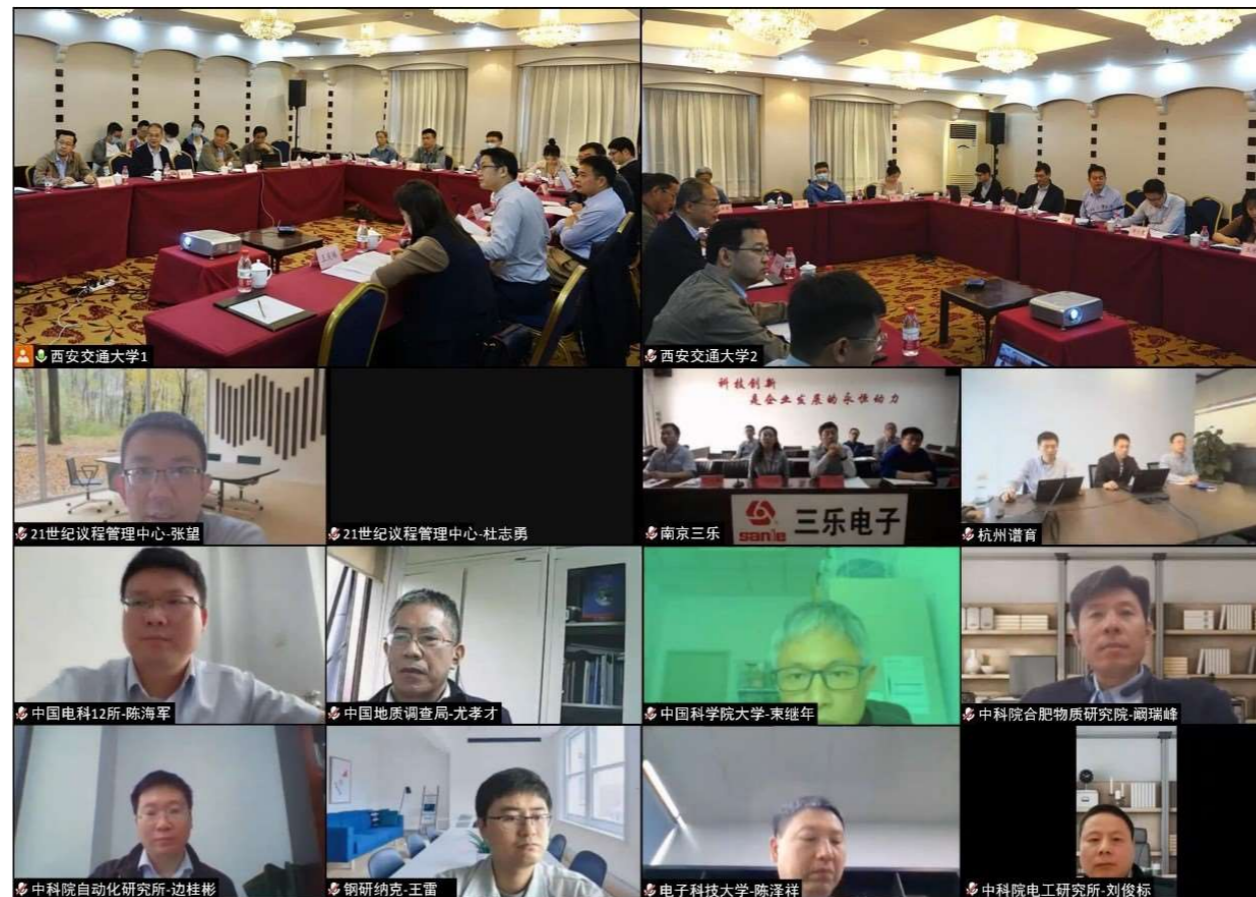 西安交通大学1
西安交通大学2
21世纪议程管理中心-张望
21世纪议程管理中心-杜志勇
科技创新
是企业发展的永恒动力
sanle 三乐电子
南京三乐
杭州谱育
中国电科12所-陈海军
中国地质调查局-尤孝才
中国科学院大学-束继年
中科院合肥物质研究院-阚瑞峰
中科院自动化研究所-边桂彬
钢研纳克-王雷
电子科技大学-陈泽祥
中科院电工研究所-刘俊标